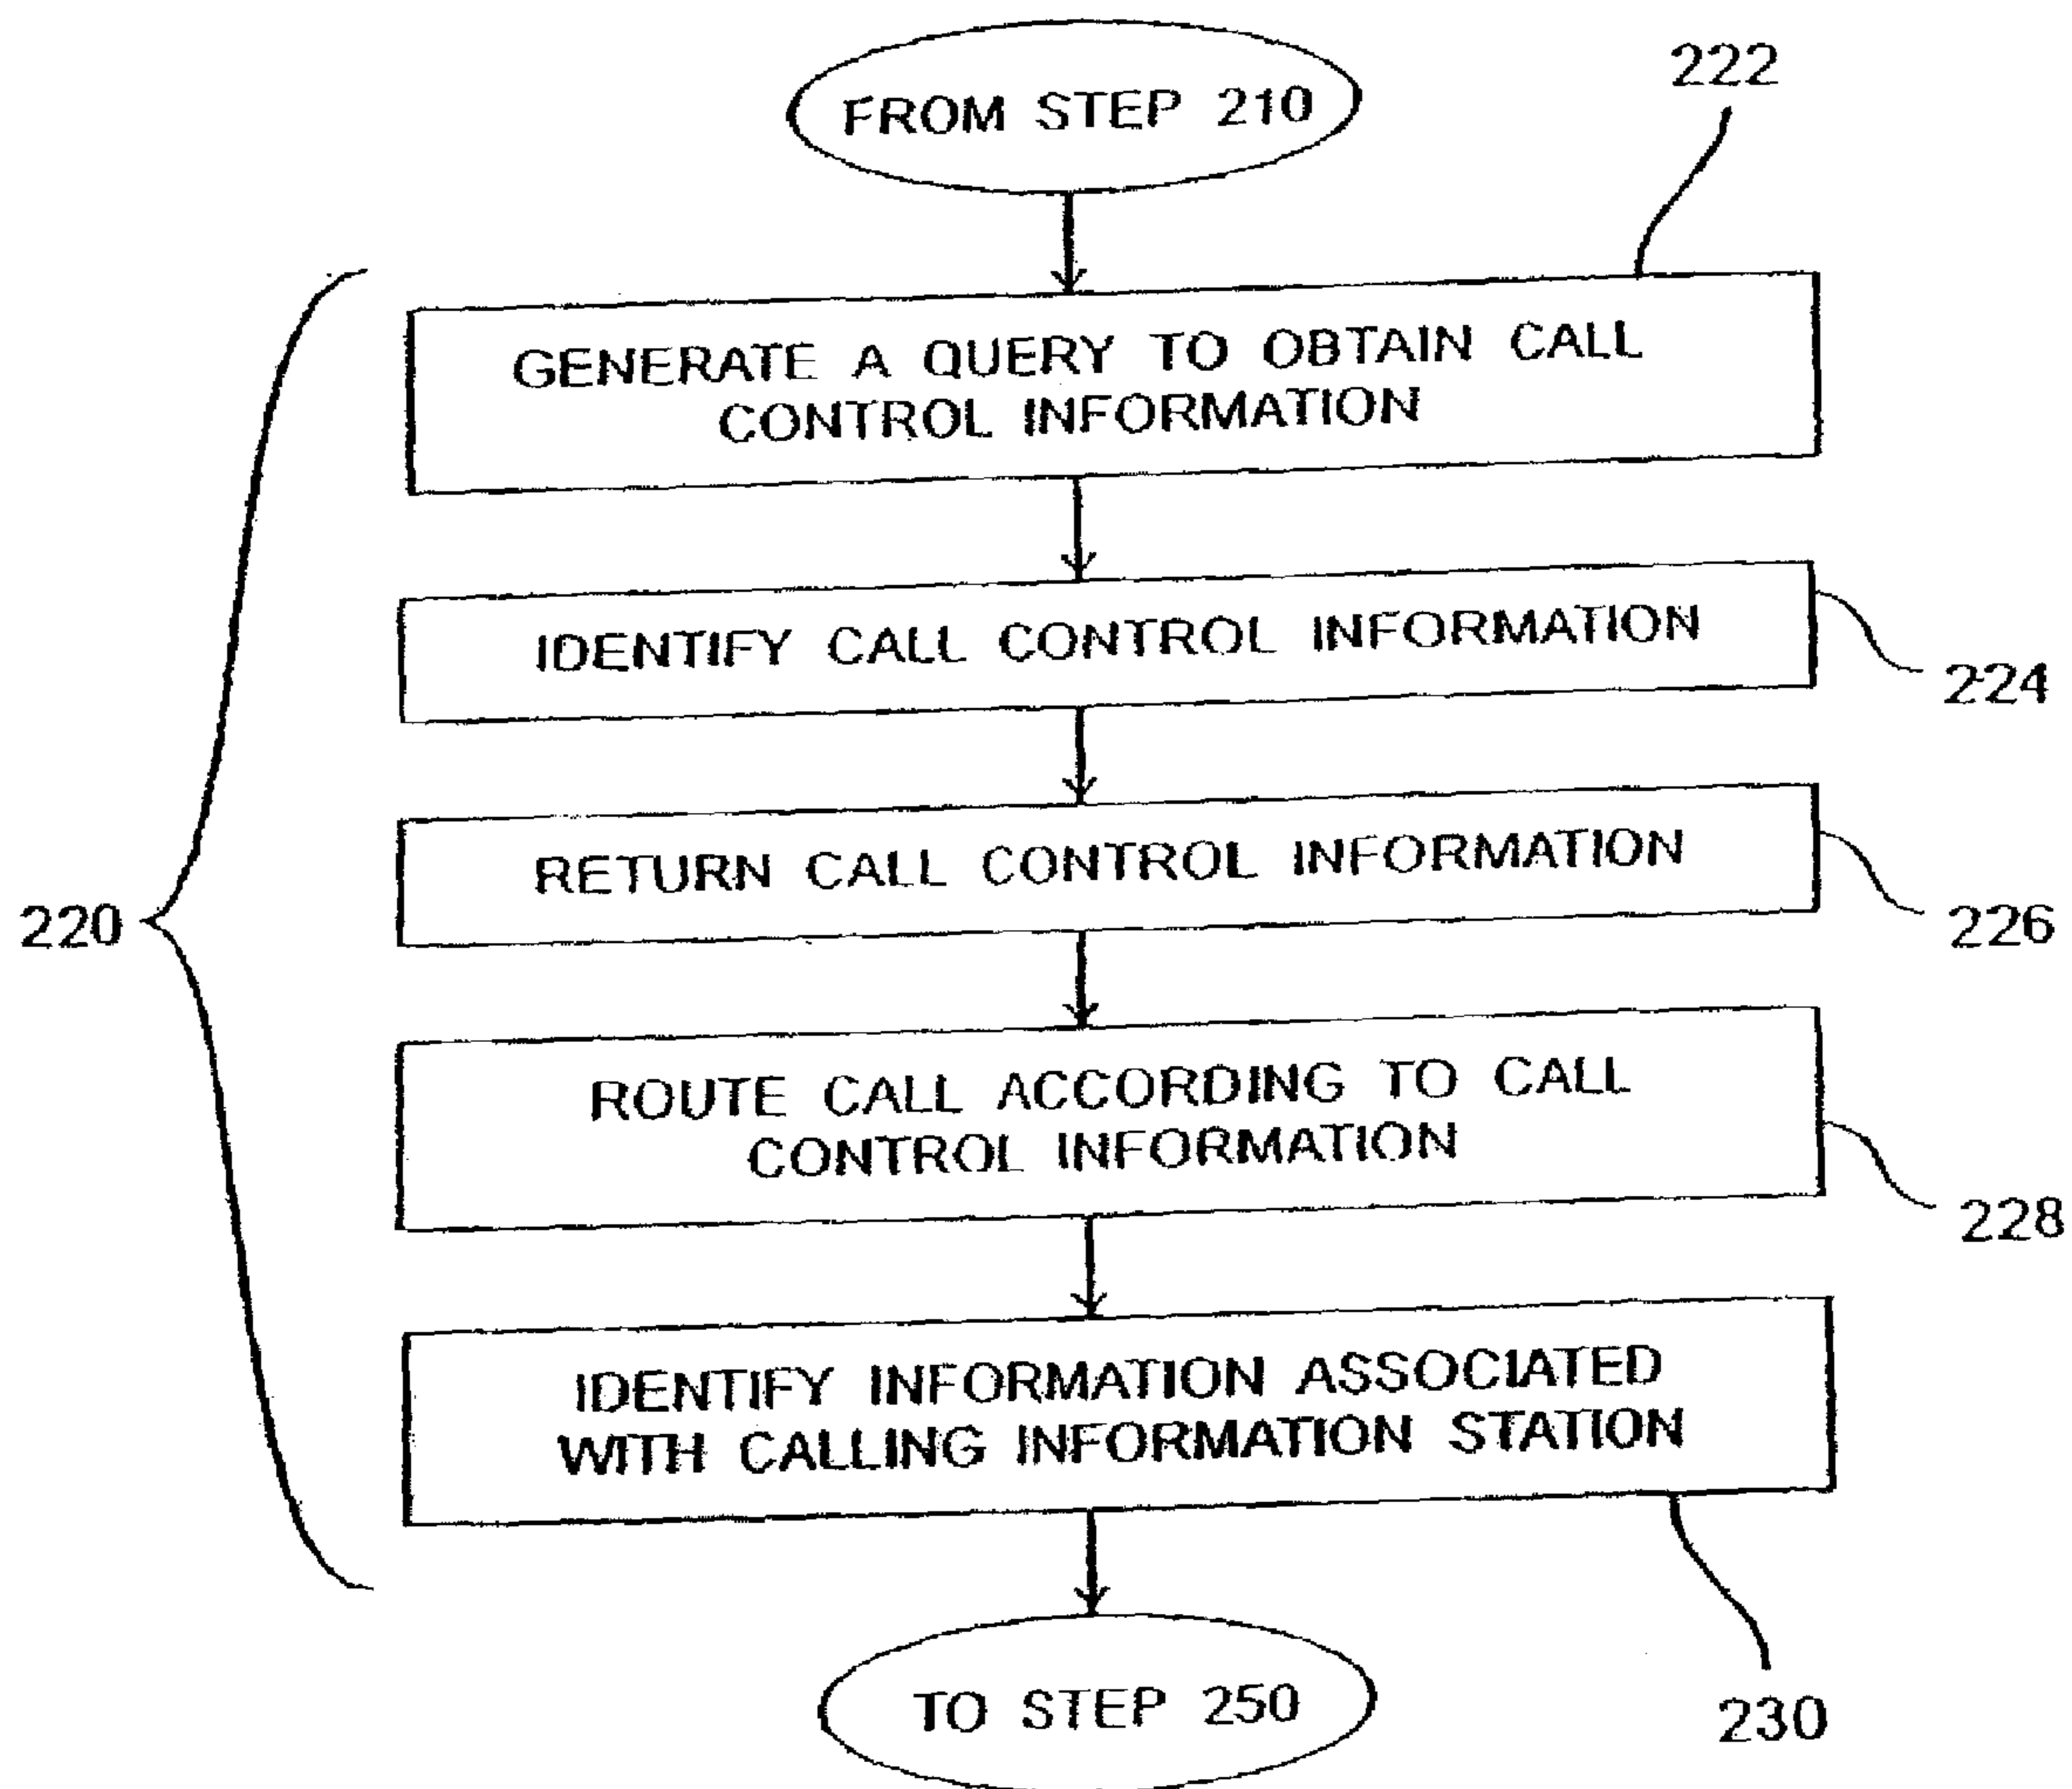 FROM STEP 210
222
GENERATE A QUERY TO OBTAIN CALL
CONTROL INFORMATION
IDENTIFY CALL CONTROL INFORMATION
224
RETURN CALL CONTROL INFORMATION
220
226
ROUTE CALL ACCORDING TO CALL
CONTROL INFORMATION
228
IDENTIFY INFORMATION ASSOCIATED
WITH CALLING INFORMATION STATION
230
TO STEP 250